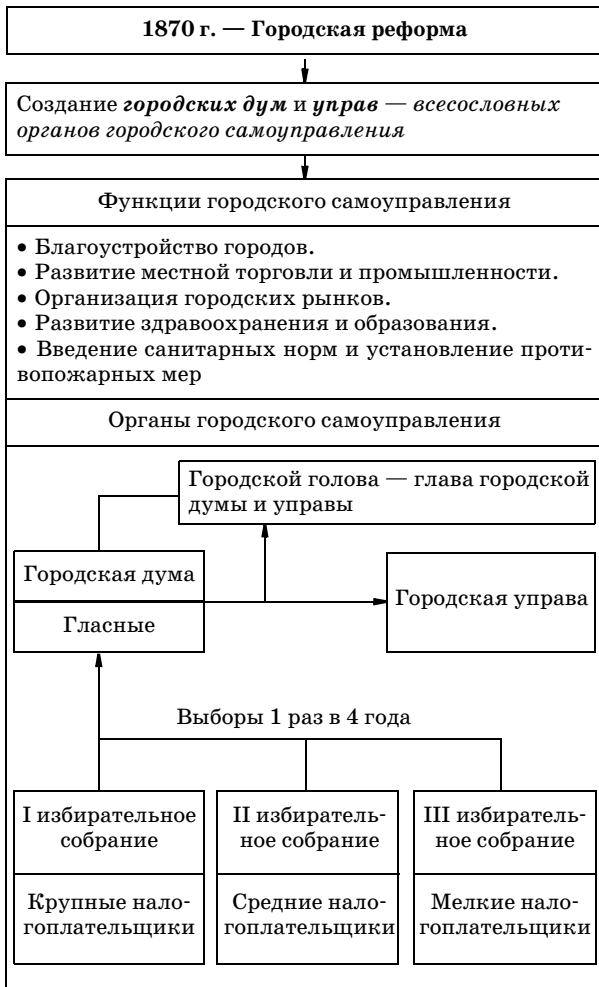 1870 г. — Городская реформа
Создание городских дум и управ — всесословных
органов городского самоуправления
Функции городского самоуправления
• Благоустройство городов.
• Развитие местной торговли и промышленности.
• Организация городских рынков.
• Развитие здравоохранения и образования.
• Введение санитарных норм и установление проти-
вопожарных мер
Органы городского самоуправления
Городской голова — глава городской
думы и управы
Городская дума
Гласные
Городская управа
Выборы 1 раз в 4 года
I избирательное
собрание
Крупные нало-
гоплательщики
II избиратель-
ное собрание
Средние нало-
гоплательщики
III избиратель-
ное собрание
Мелкие нало-
гоплательщики